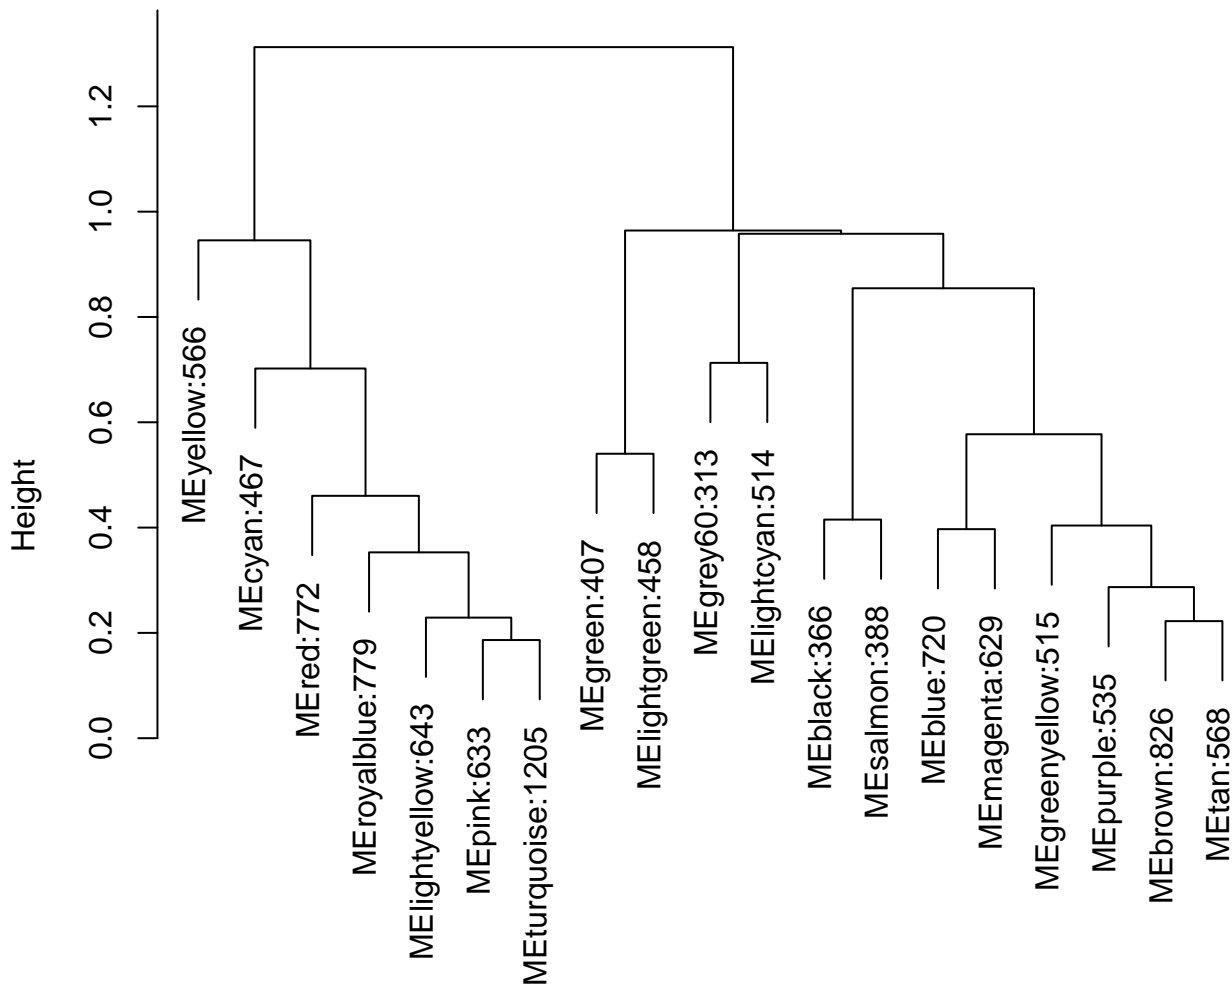 Height
0.0
0.2
0.4
0.6
0.8
1.0
1.2
MEyellow:566
MEcyan:467
MEred:772
MEroyalblue:779
MElightyellow:643
MEpink:633
MEturquoise:1205
MEgreen:407
MElightgreen:458
MEgrey60:313
MElightcyan:514
MEblack:366
MEsalmon:388
MEblue:720
MEmagenta:629
MEgreenyellow:515
MEpurple:535
MEbrown:826
MEtan:568